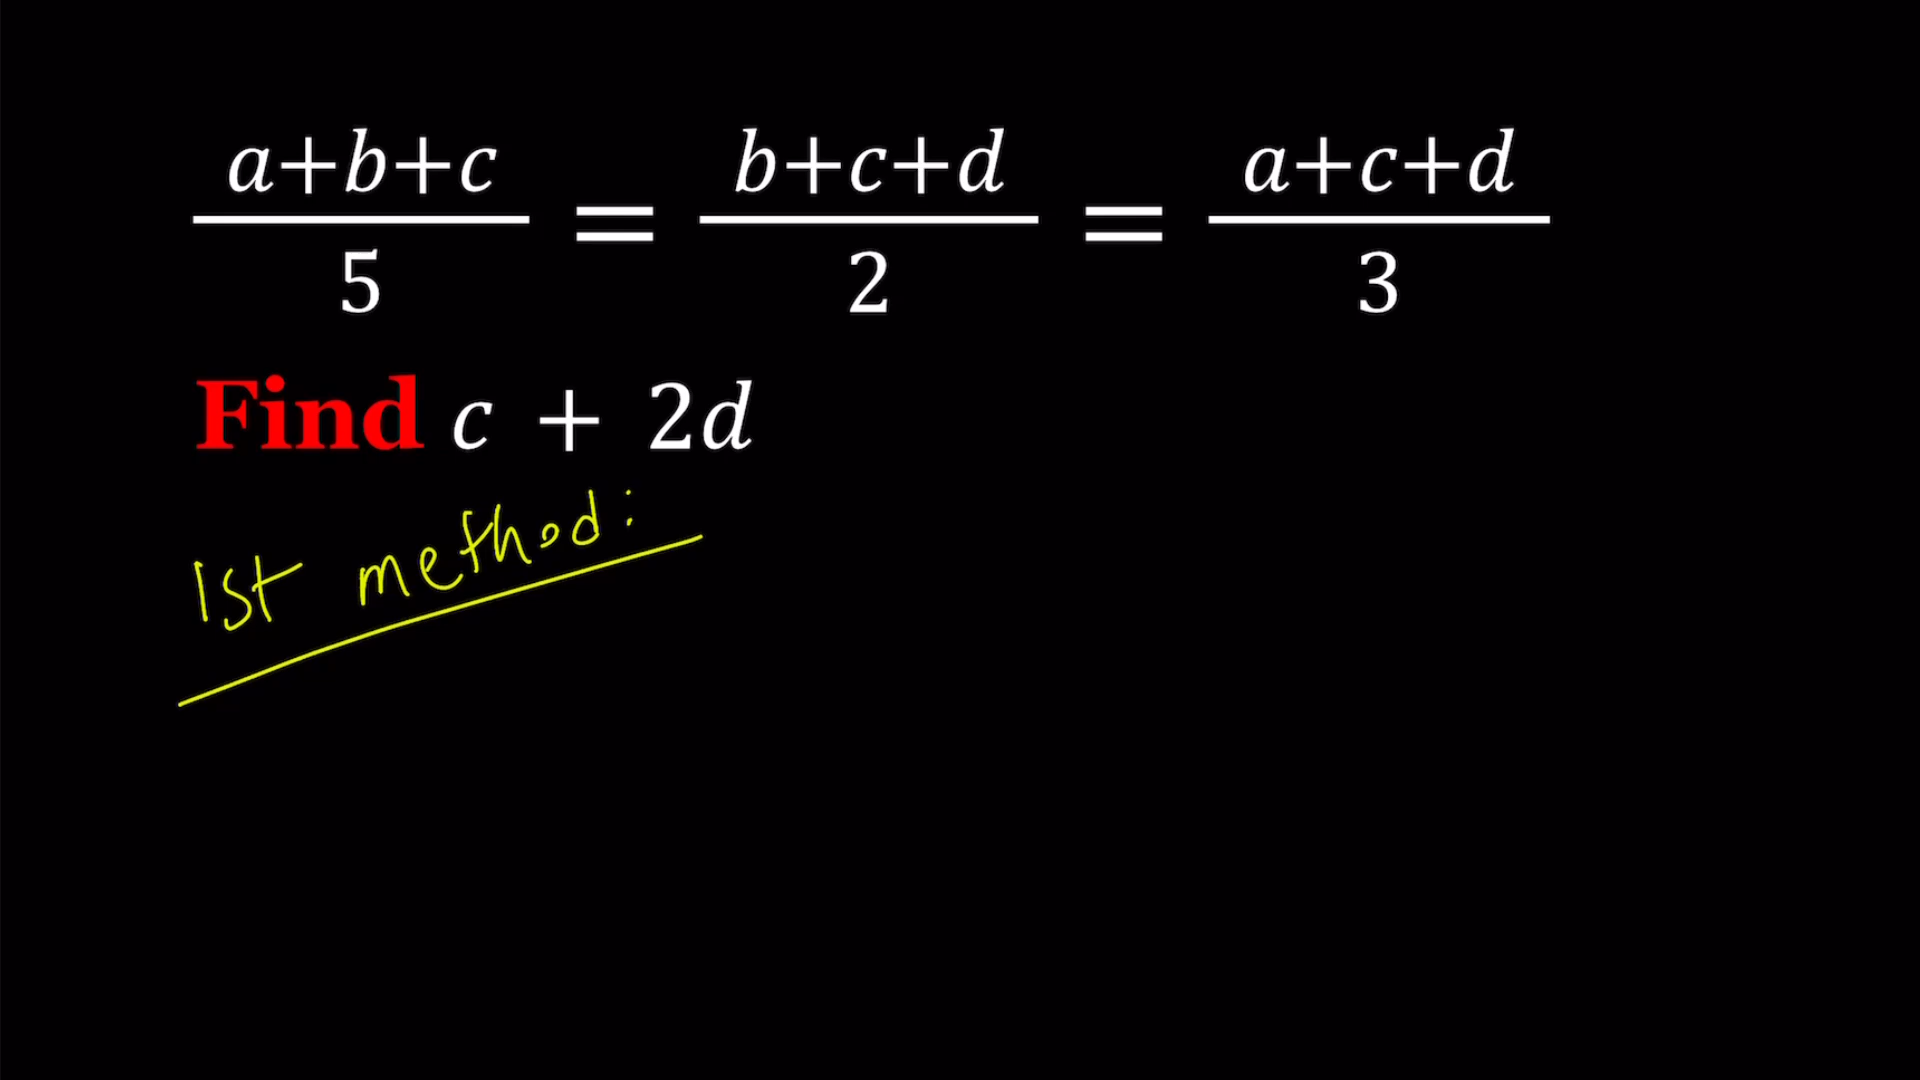 a+b+c/5 = b+c+d/2 = a+c+d/3
Find c + 2d
1st method: